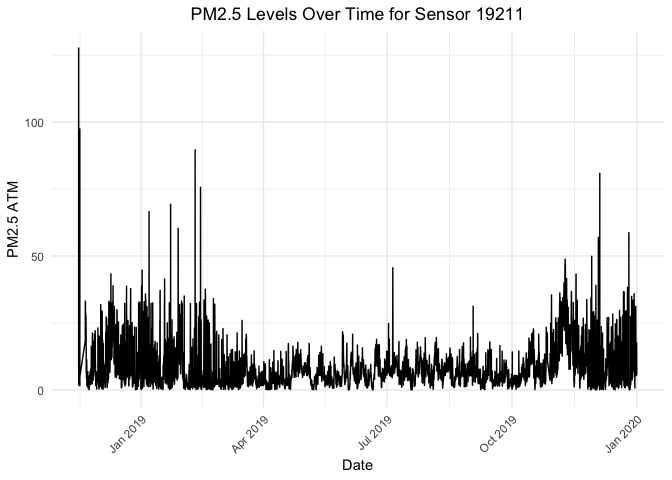 PM2.5 Levels Over Time for Sensor 19211
PM2.5 ATM
100
50
0
Jan 2019
Apr 2019
Jul 2019
Oct 2019
Jan 2020
Date